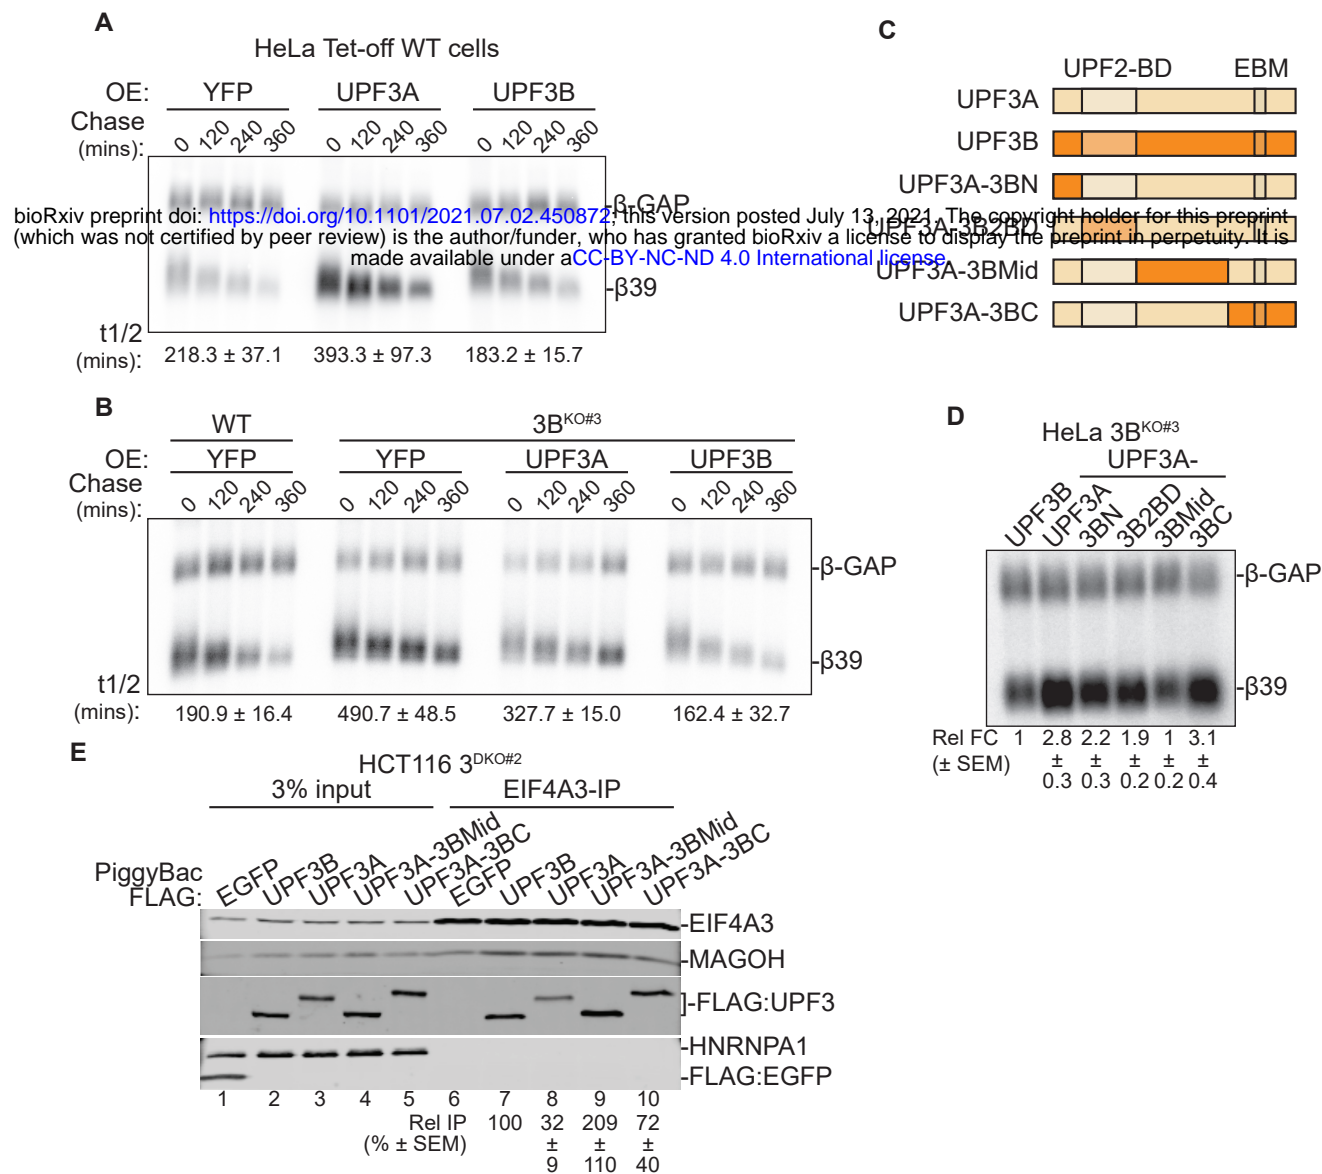 A
HeLa Tet-off WT cells
OE: YFP UPF3A UPF3B
Chase (mins): 0 120 240 360 0 120 240 360 0 120 240 360
-β-GAP
-β39
t1/2 (mins): 218.3 ± 37.1 393.3 ± 97.3 183.2 ± 15.7
bioRxiv preprint doi: https://doi.org/10.1101/2021.07.02.450872; this version posted July 13, 2021. The copyright holder for this preprint
(which was not certified by peer review) is the author/funder, who has granted bioRxiv a license to display the preprint in perpetuity. It is
made available under aCC-BY-NC-ND 4.0 International license.
B
WT 3BKO#3
OE: YFP YFP UPF3A UPF3B
Chase (mins): 0 120 240 360 0 120 240 360 0 120 240 360 0 120 240 360
-β-GAP
-β39
t1/2 (mins): 190.9 ± 16.4 490.7 ± 48.5 327.7 ± 15.0 162.4 ± 32.7
C
UPF2-BD EBM
UPF3A
UPF3B
UPF3A-3BN
UPF3A-3B2BD
UPF3A-3BMid
UPF3A-3BC
D
HeLa 3BKO#3
UPF3A-
UPF3B UPF3A 3BN 3B2BD 3BMid 3BC
-β-GAP
-β39
Rel FC 1 2.8 2.2 1.9 1 3.1
(± SEM) ± ± ± ± ±
0.3 0.3 0.2 0.2 0.4
E
HCT116 3DKO#2
3% input EIF4A3-IP
PiggyBac
FLAG: EGFP UPF3B UPF3A UPF3A-3BMid UPF3A-3BC EGFP UPF3B UPF3A UPF3A-3BMid UPF3A-3BC
-EIF4A3
-MAGOH
]-FLAG:UPF3
-HNRNPA1
-FLAG:EGFP
1 2 3 4 5 6 7 8 9 10
Rel IP 100 32 209 72
(% ± SEM) ± ± ±
9 110 40